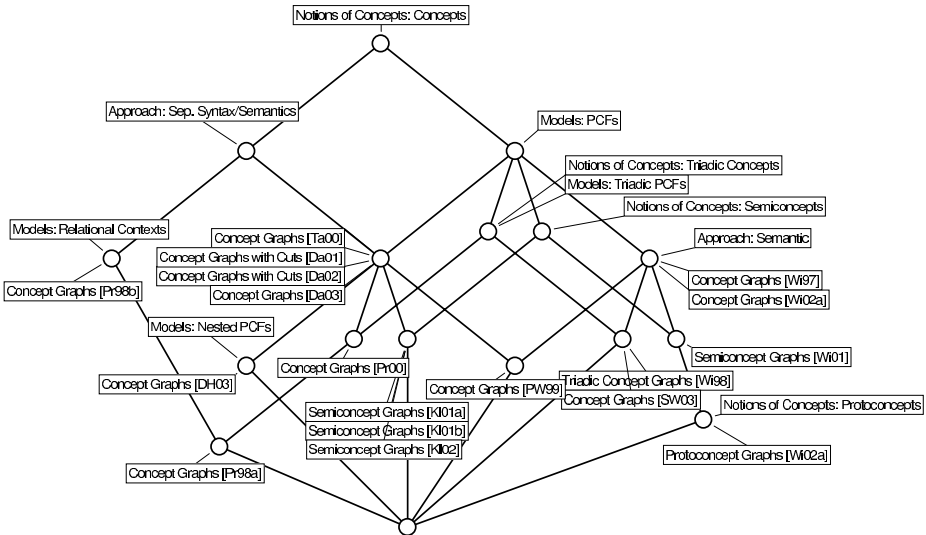 Notions of Concepts: Concepts
Approach: Sep. Syntax/Semantics
Models: PCFs
Notions of Concepts: Triadic Concepts
Models: Triadic PCFs
Notions of Concepts: Semiconcepts
Models: Relational Contexts
Concept Graphs [Ta00]
Approach: Semantic
Concept Graphs with Cuts [Da01]
Concept Graphs with Cuts [Da02]
Concept Graphs [Wi97]
Concept Graphs [Pr98b]
Concept Graphs [Da03]
Concept Graphs [Wi02a]
Models: Nested PCFs
Semiconcept Graphs [Wi01]
Concept Graphs [Pr00]
Concept Graphs [DH03]
Concept Graphs [PW99]
Triadic Concept Graphs [Wi98]
Concept Graphs [SW03]
Notions of Concepts: Protoconcepts
Semiconcept Graphs [Kl01a]
Semiconcept Graphs [Kl01b]
Semiconcept Graphs [Kl02]
Protoconcept Graphs [Wi02a]
Concept Graphs [Pr98a]